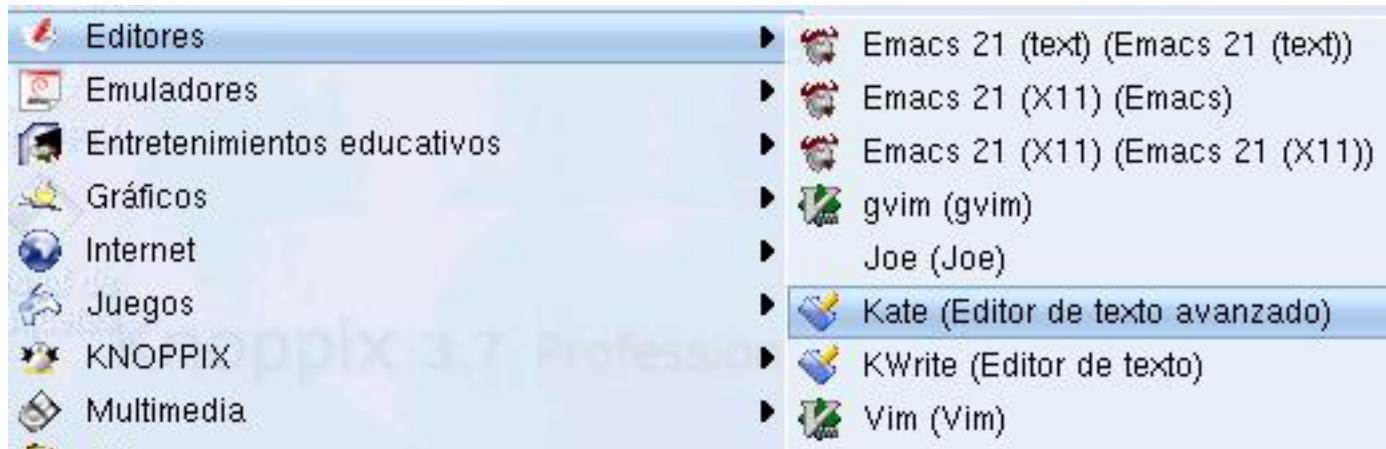 Editores
Emuladores
Entretenimientos educativos
Gráficos
Internet
Juegos
KNOPPIX
Multimedia
Emacs 21 (text) (Emacs 21 (text))
Emacs 21 (X11) (Emacs)
Emacs 21 (X11) (Emacs 21 (X11))
gvim (gvim)
Joe (Joe)
Kate (Editor de texto avanzado)
KWrite (Editor de texto)
Vim (Vim)
3.7